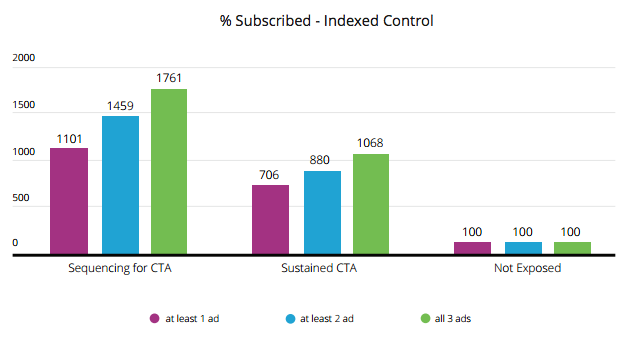 % Subscribed - Indexed Control
2000
1500
1000
500
0
1101
1459
1761
706
880
1068
100
100
100
Sequencing for CTA
Sustained CTA
Not Exposed
at least 1 ad
at least 2 ad
all 3 ads